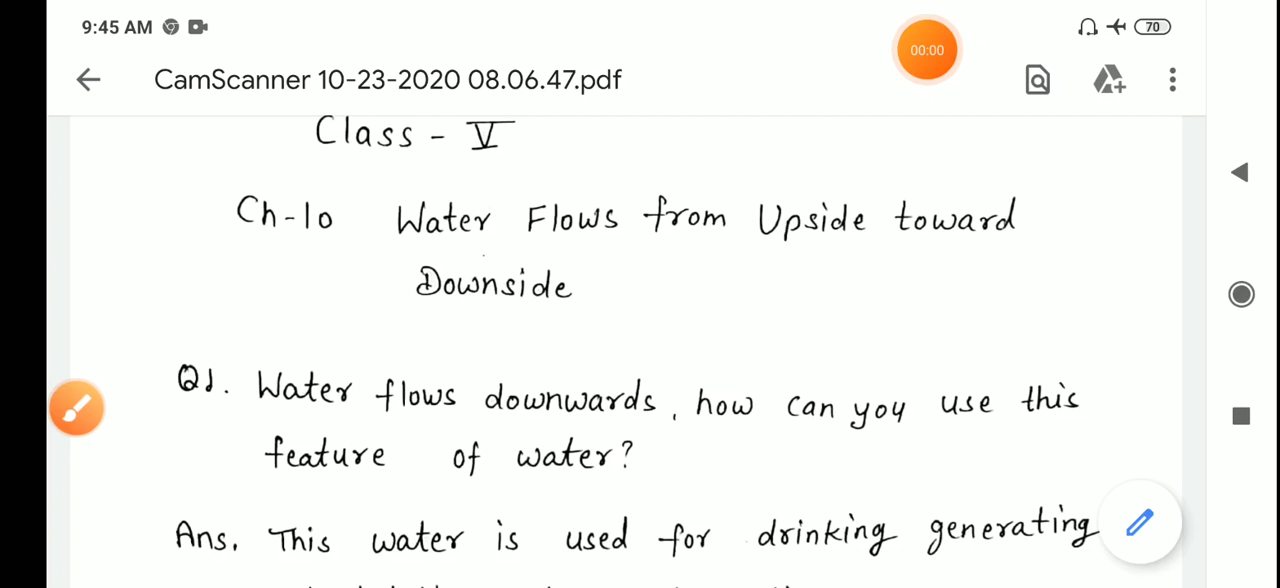 9:45 AM
70
00:00
CamScanner 10-23-2020 08.06.47.pdf
Class - V
Ch-10 Water Flows from Upside toward
Downside
Q1. Water flows downwards, how can you use this
feature of water?
Ans. This water is used for drinking generating